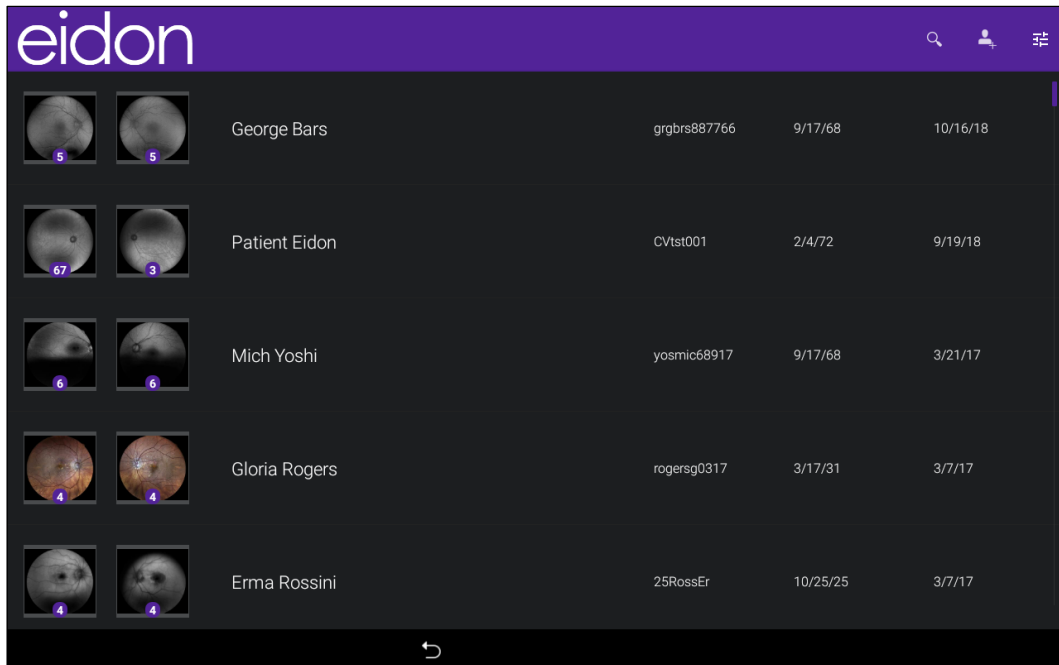 eidon
5 5 George Bars grgbrs887766 9/17/68 10/16/18
67 3 Patient Eidon CVtst001 2/4/72 9/19/18
6 6 Mich Yoshi yosmic68917 9/17/68 3/21/17
4 4 Gloria Rogers rogersg0317 3/17/31 3/7/17
4 4 Erma Rossini 25RossEr 10/25/25 3/7/17